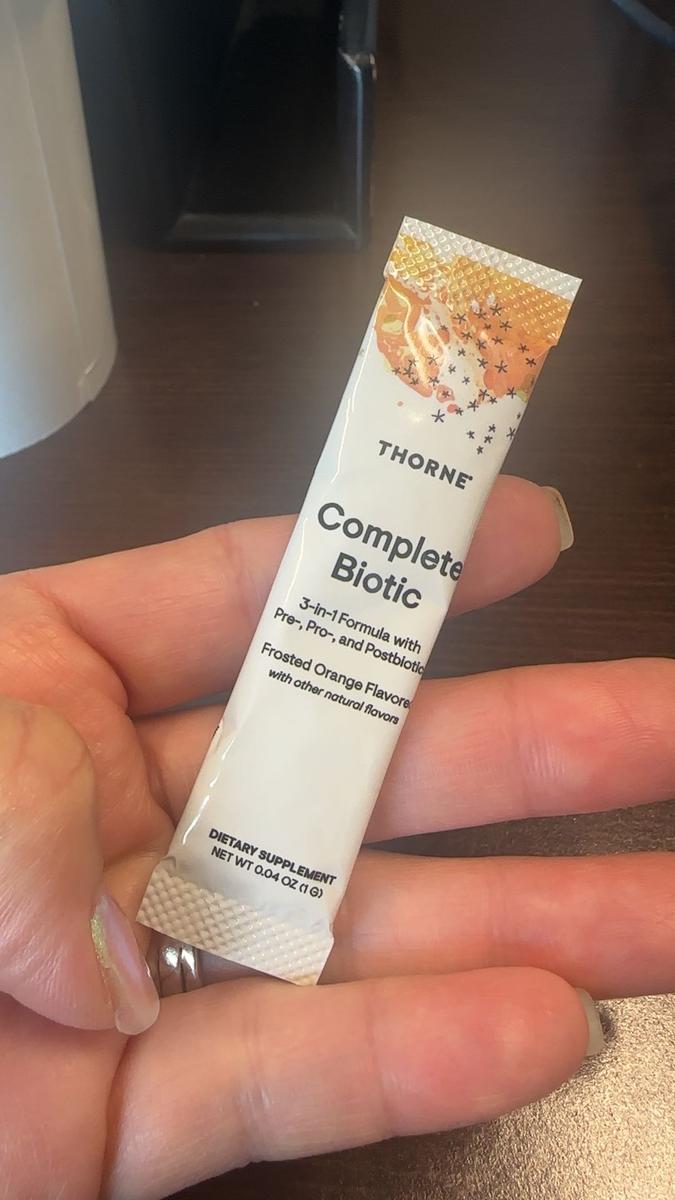 THORNE
Complete
Biotic
3-in-1 Formula with
Pre-, Pro-, and Postbiotic
Frosted Orange Flavored
with other natural flavors
DIETARY SUPPLEMENT
NET WT 0.04 OZ (1 G)